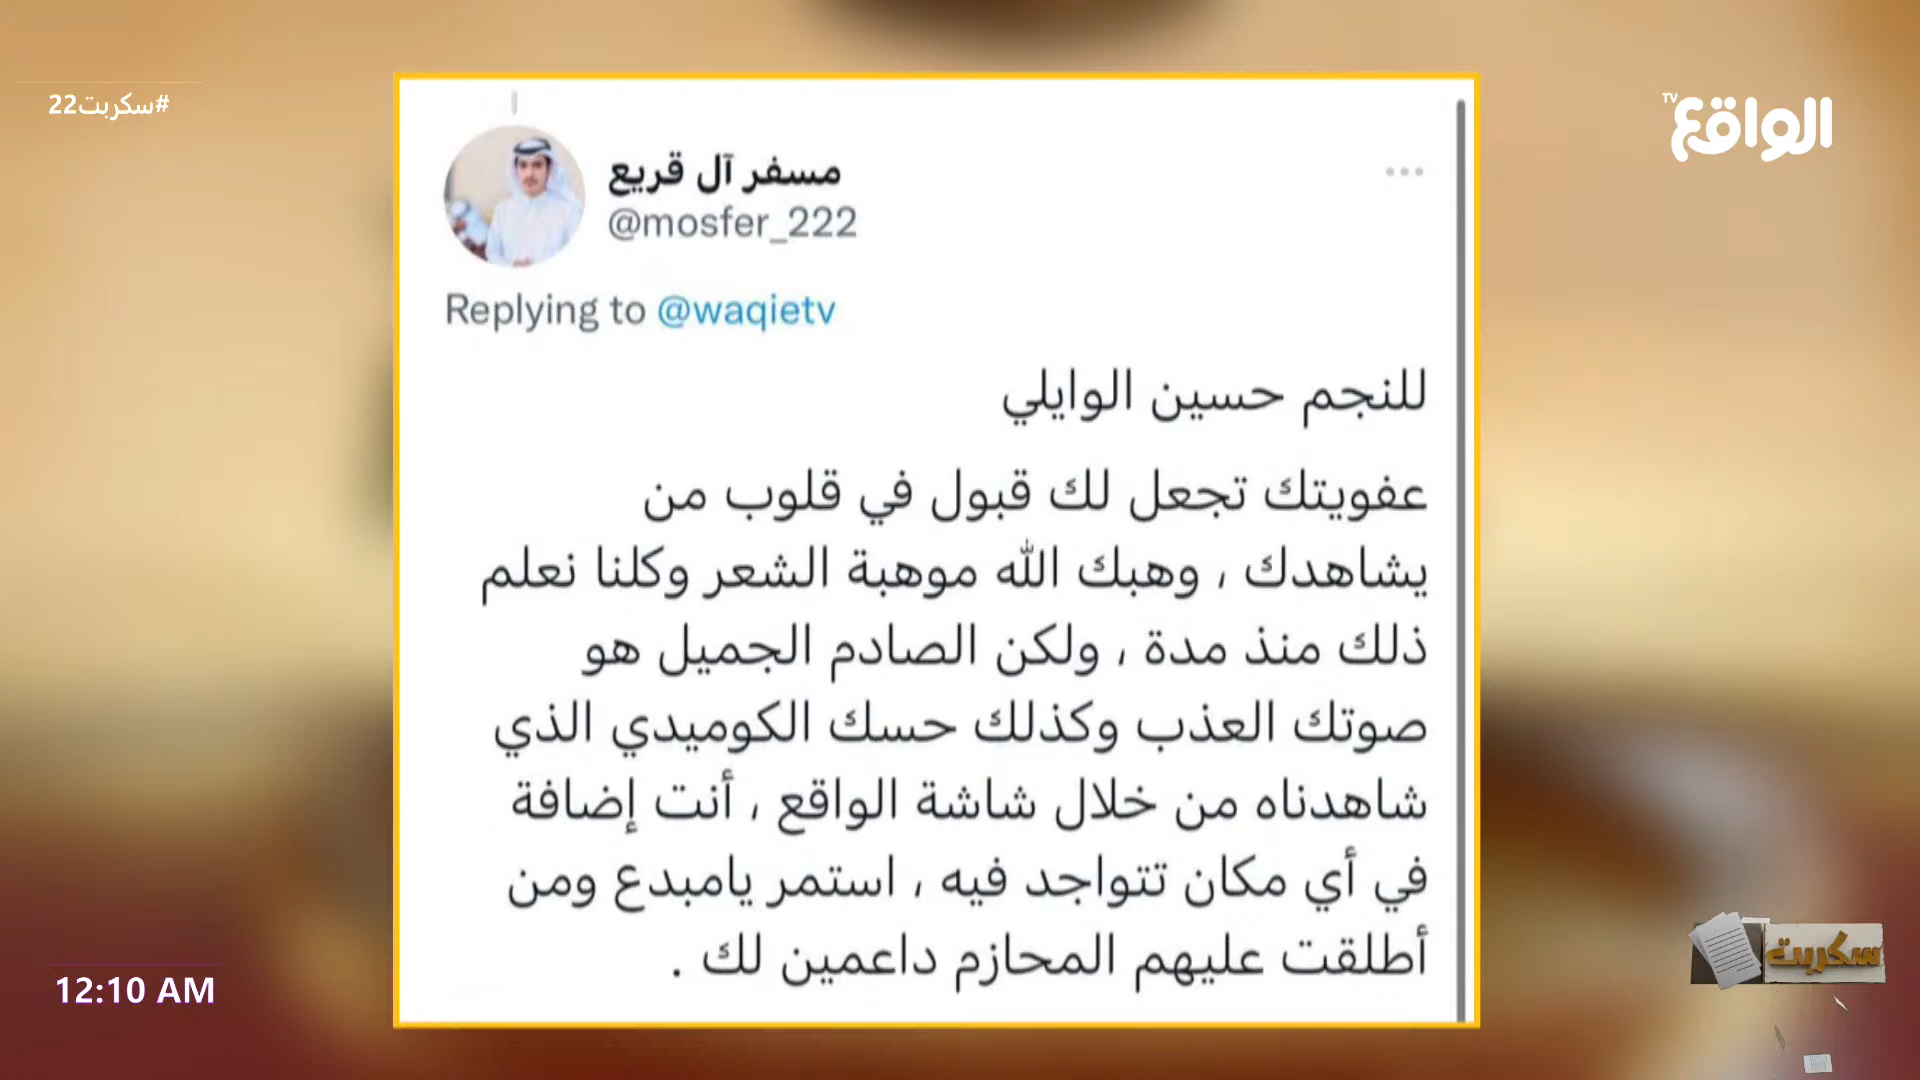 #سكربت22
الواقع TV
مسفر آل قريع
@mosfer_222
Replying to @waqietv
للنجم حسين الوايلي
عفويتك تجعل لك قبول في قلوب من
يشاهدك ، وهبك الله موهبة الشعر وكلنا نعلم
ذلك منذ مدة ، ولكن الصادم الجميل هو
صوتك العذب وكذلك حسك الكوميدي الذي
شاهدناه من خلال شاشة الواقع ، أنت إضافة
في أي مكان تتواجد فيه ، استمر يامبدع ومن
أطلقت عليهم المحازم داعمين لك .
سكربت
12:10 AM